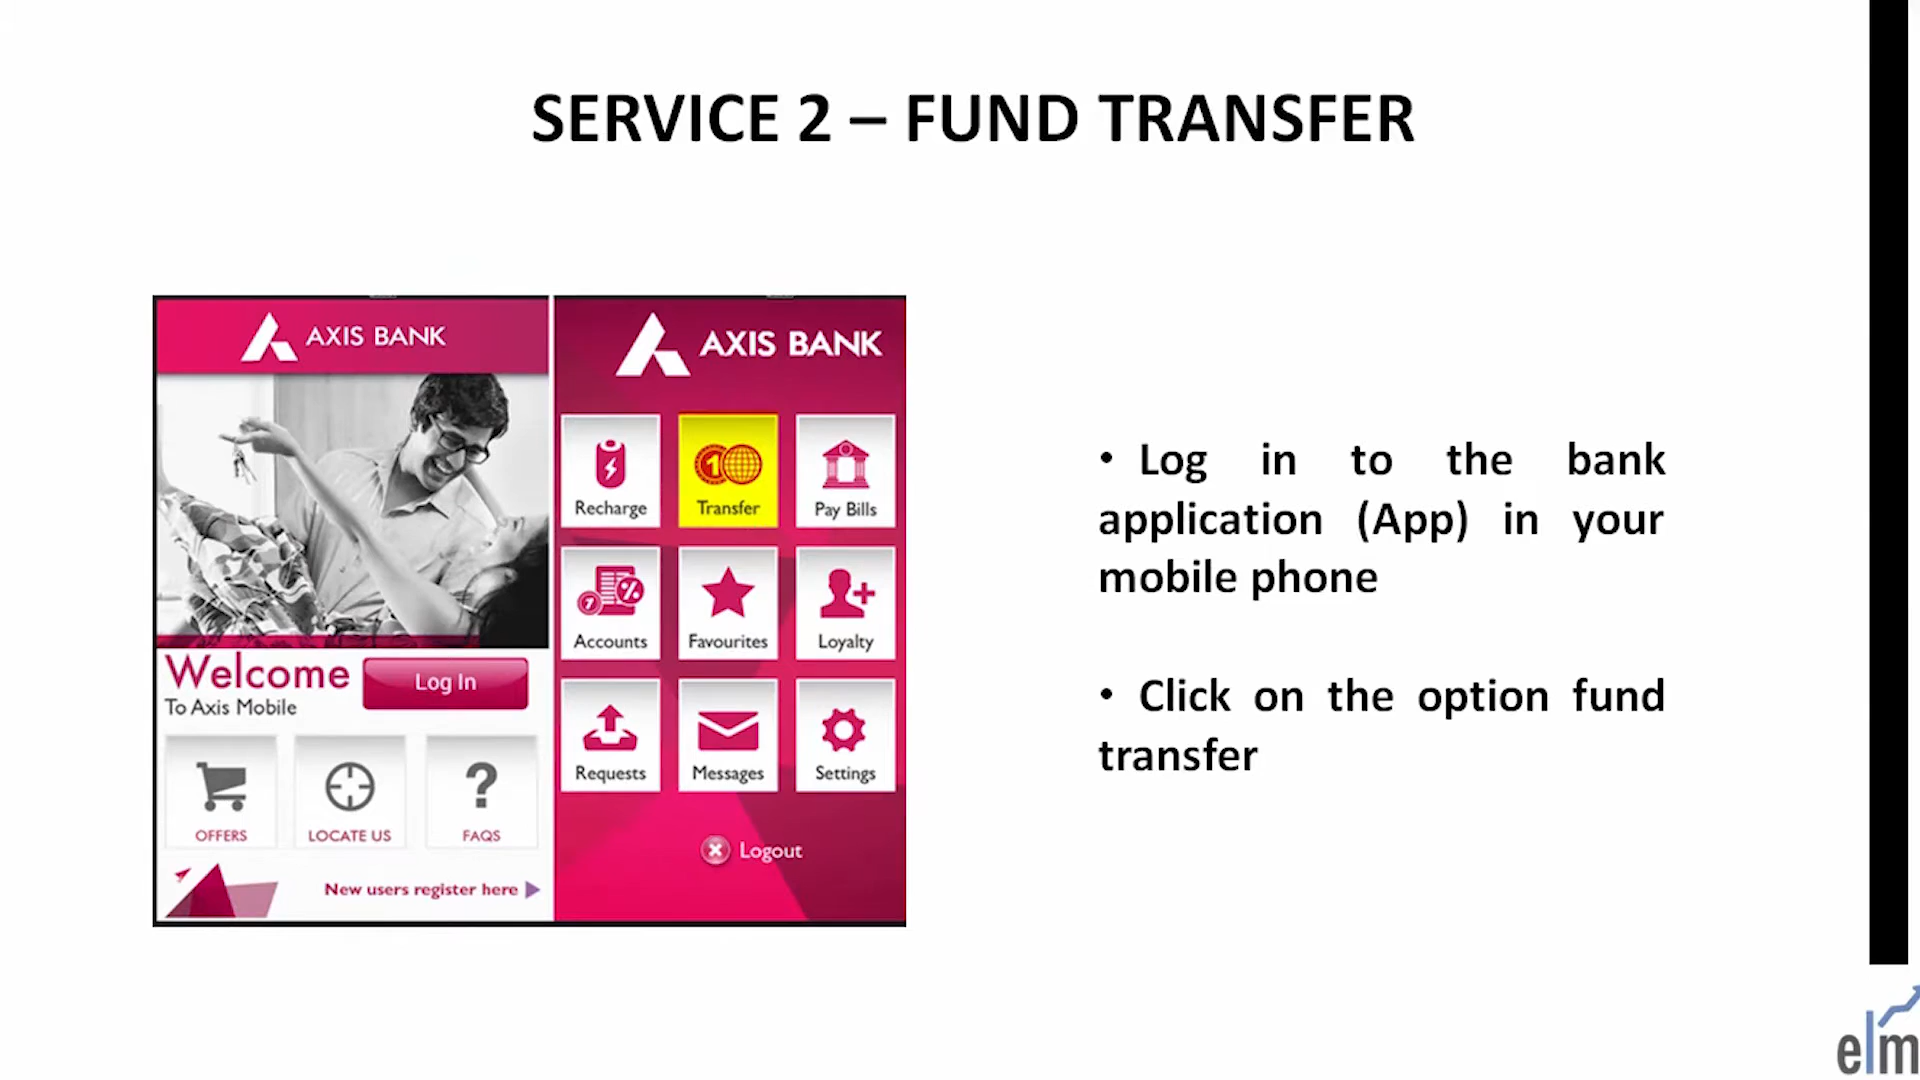 SERVICE 2 – FUND TRANSFER
AXIS BANK
Welcome
To Axis Mobile
Log In
OFFERS
LOCATE US
FAQS
New users register here
AXIS BANK
Recharge
Transfer
Pay Bills
Accounts
Favourites
Loyalty
Requests
Messages
Settings
Logout
• Log in to the bank
application (App) in your
mobile phone
• Click on the option fund
transfer
elm